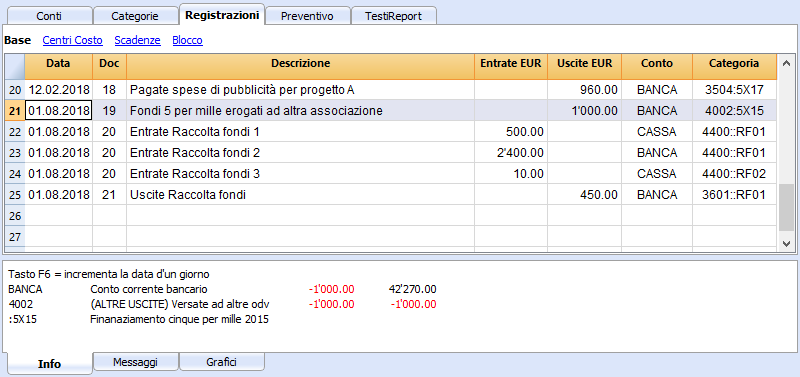 Conti Categorie Registrazioni Preventivo TestiReport
Base Centri Costo Scadenze Blocco
Data Doc Descrizione Entrate EUR Uscite EUR Conto Categoria
20 12.02.2018 18 Pagate spese di pubblicità per progetto A 960.00 BANCA 3504:5X17
21 01.08.2018 19 Fondi 5 per mille erogati ad altra associazione 1'000.00 BANCA 4002:5X15
22 01.08.2018 20 Entrate Raccolta fondi 1 500.00 CASSA 4400::RF01
23 01.08.2018 20 Entrate Raccolta fondi 2 2'400.00 BANCA 4400::RF01
24 01.08.2018 20 Entrate Raccolta fondi 3 10.00 CASSA 4400::RF02
25 01.08.2018 21 Uscite Raccolta fondi 450.00 BANCA 3601::RF01
26
27
Tasto F6 = incrementa la data d'un giorno
BANCA Conto corrente bancario -1'000.00 42'270.00
4002 (ALTRE USCITE) Versate ad altre odv -1'000.00 -1'000.00
:5X15 Finanaziamento cinque per mille 2015
Info Messaggi Grafici